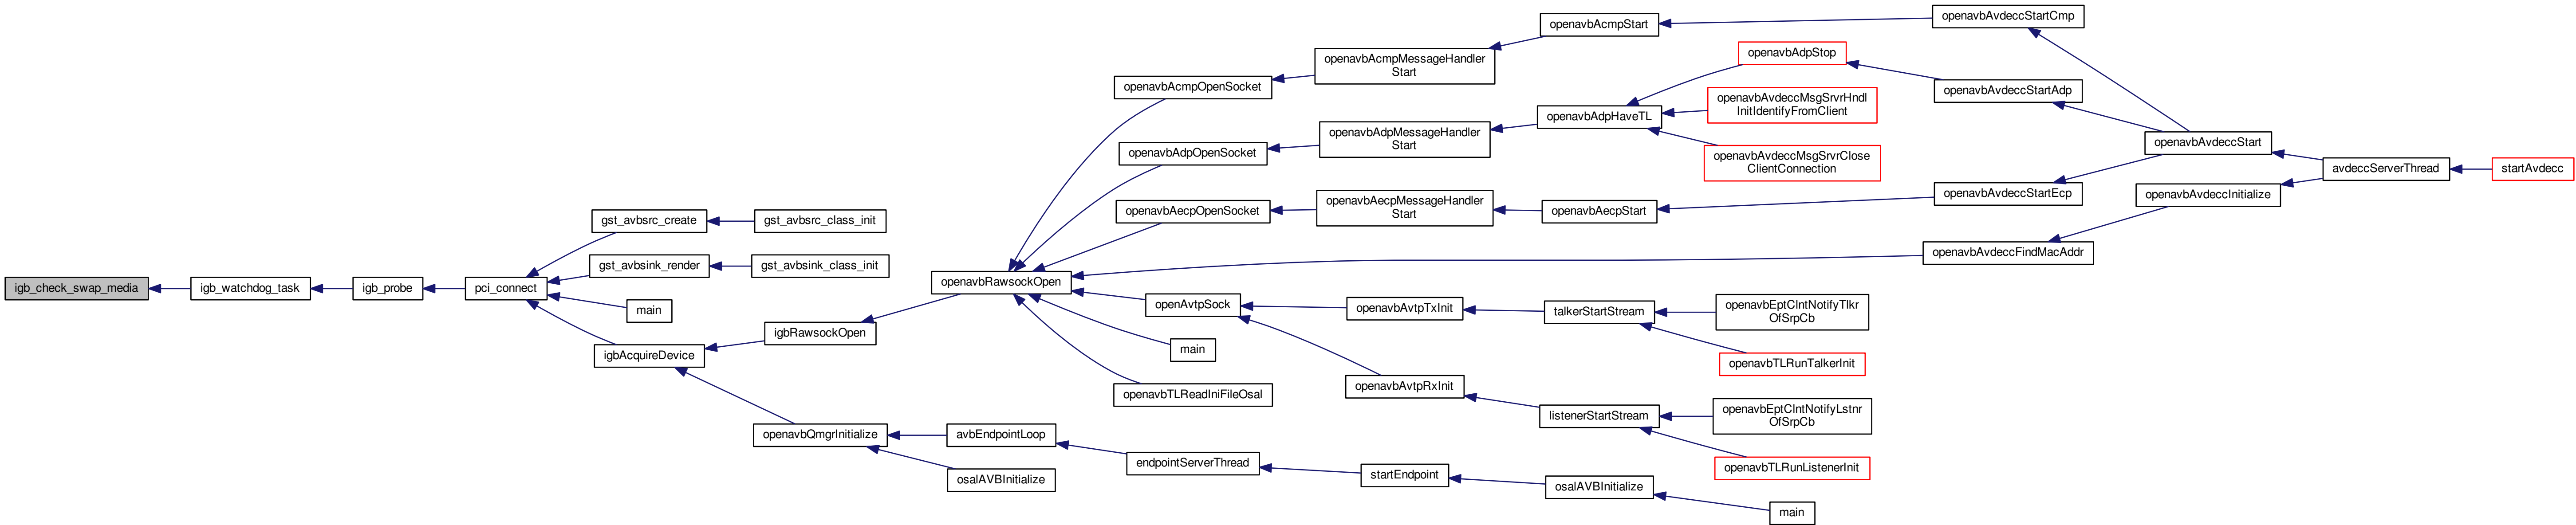 igb_check_swap_media
igb_watchdog_task
igb_probe
pci_connect
gst_avbsrc_create
gst_avbsrc_class_init
gst_avbsink_render
gst_avbsink_class_init
main
igbAcquireDevice
igbRawsockOpen
openavbRawsockOpen
openavbAcmpOpenSocket
openavbAcmpMessageHandler
Start
openavbAcmpStart
openavbAvdeccStartCmp
openavbAdpOpenSocket
openavbAdpMessageHandler
Start
openavbAdpHaveTL
openavbAdpStop
openavbAvdeccStartAdp
openavbAvdeccMsgSrvrHndl
InitIdentifyFromClient
openavbAvdeccMsgSrvrClose
ClientConnection
openavbAvdeccStart
avdeccServerThread
startAvdecc
openavbAecpOpenSocket
openavbAecpMessageHandler
Start
openavbAecpStart
openavbAvdeccStartEcp
openavbAvdeccInitialize
openavbAvdeccFindMacAddr
openAvtpSock
openavbAvtpTxInit
talkerStartStream
openavbEptClntNotifyTlkr
OfSrpCb
openavbTLRunTalkerInit
main
openavbTLReadIniFileOsal
openavbAvtpRxInit
listenerStartStream
openavbEptClntNotifyLstnr
OfSrpCb
openavbTLRunListenerInit
openavbQmgrInitialize
avbEndpointLoop
osalAVBInitialize
endpointServerThread
startEndpoint
osalAVBInitialize
main